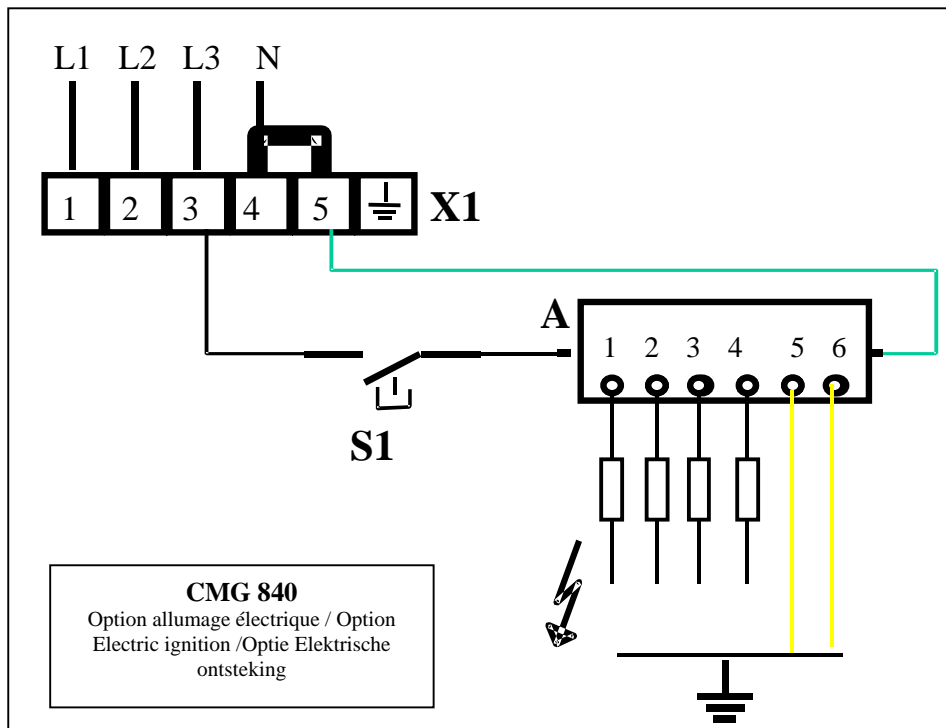 L1 L2 L3 N
1 2 3 4 5 X1
A
1 2 3 4 5 6
S1
CMG 840
Option allumage électrique / Option
Electric ignition /Optie Elektrische
ontsteking